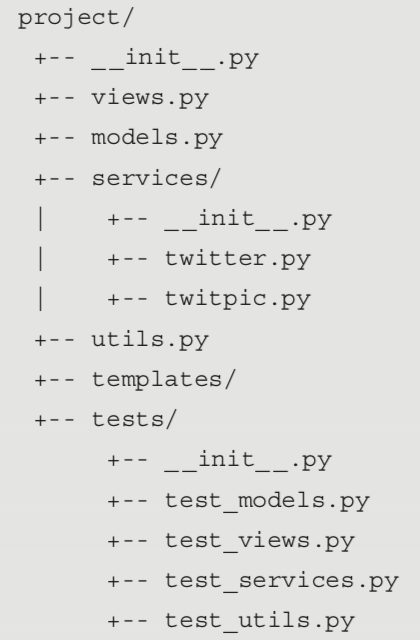 project/
 +-- __init__.py
 +-- views.py
 +-- models.py
 +-- services/
 |    +-- __init__.py
 |    +-- twitter.py
 |    +-- twitpic.py
 +-- utils.py
 +-- templates/
 +-- tests/
      +-- __init__.py
      +-- test_models.py
      +-- test_views.py
      +-- test_services.py
      +-- test_utils.py